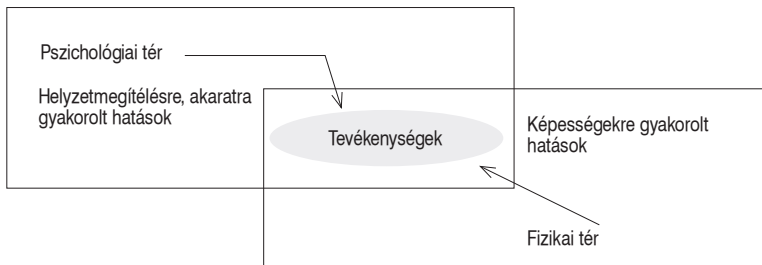 Pszichológiai tér
Helyzetmegítélésre, akaratra
gyakorolt hatások
Tevékenységek
Képességekre gyakorolt
hatások
Fizikai tér